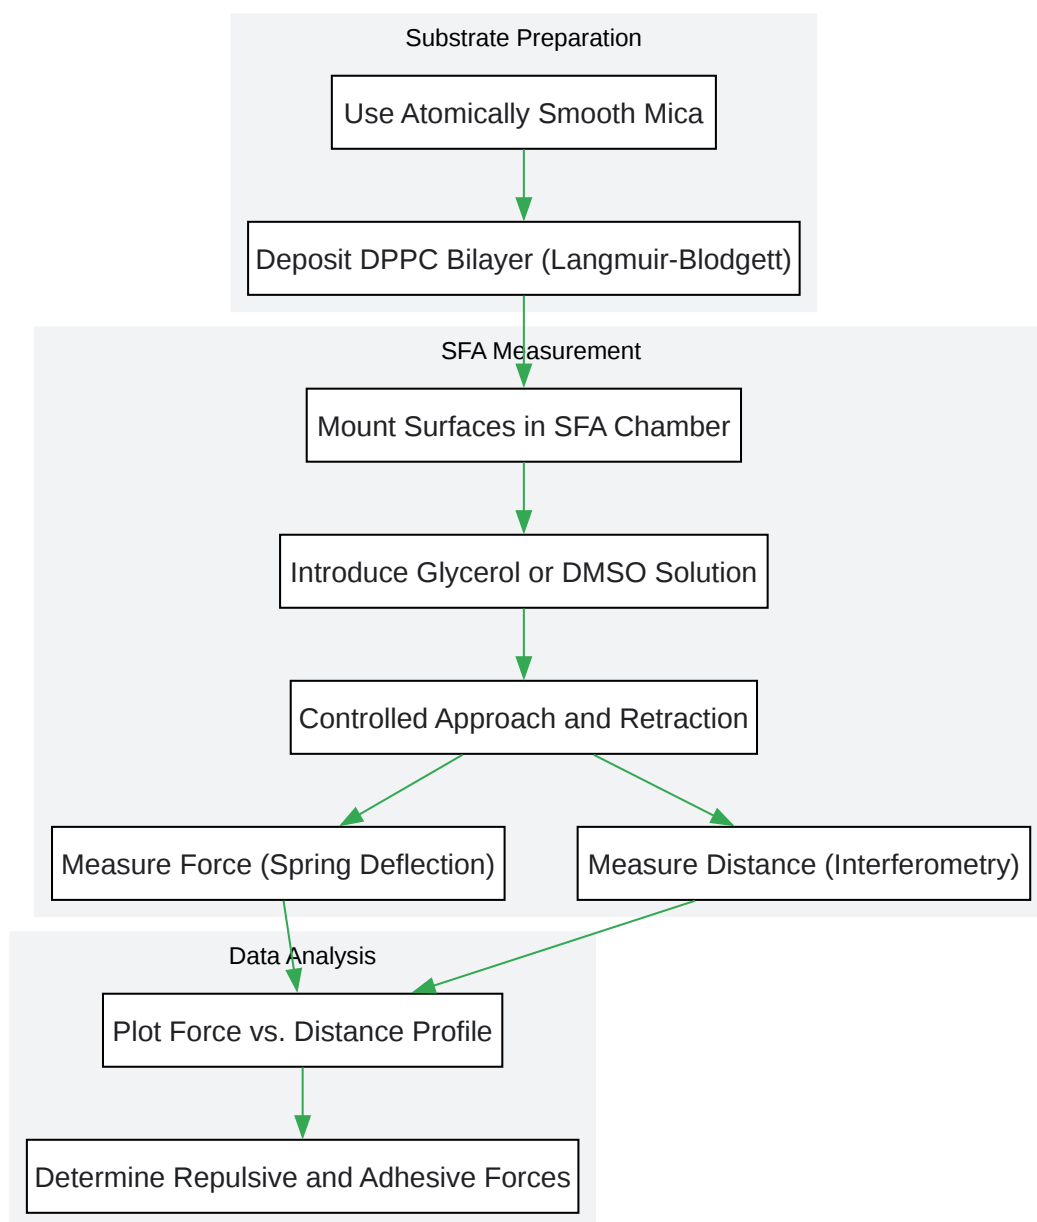 Substrate Preparation
Use Atomically Smooth Mica
Deposit DPPC Bilayer (Langmuir-Blodgett)
SFA Measurement
Mount Surfaces in SFA Chamber
Introduce Glycerol or DMSO Solution
Controlled Approach and Retraction
Measure Force (Spring Deflection)
Measure Distance (Interferometry)
Data Analysis
Plot Force vs. Distance Profile
Determine Repulsive and Adhesive Forces